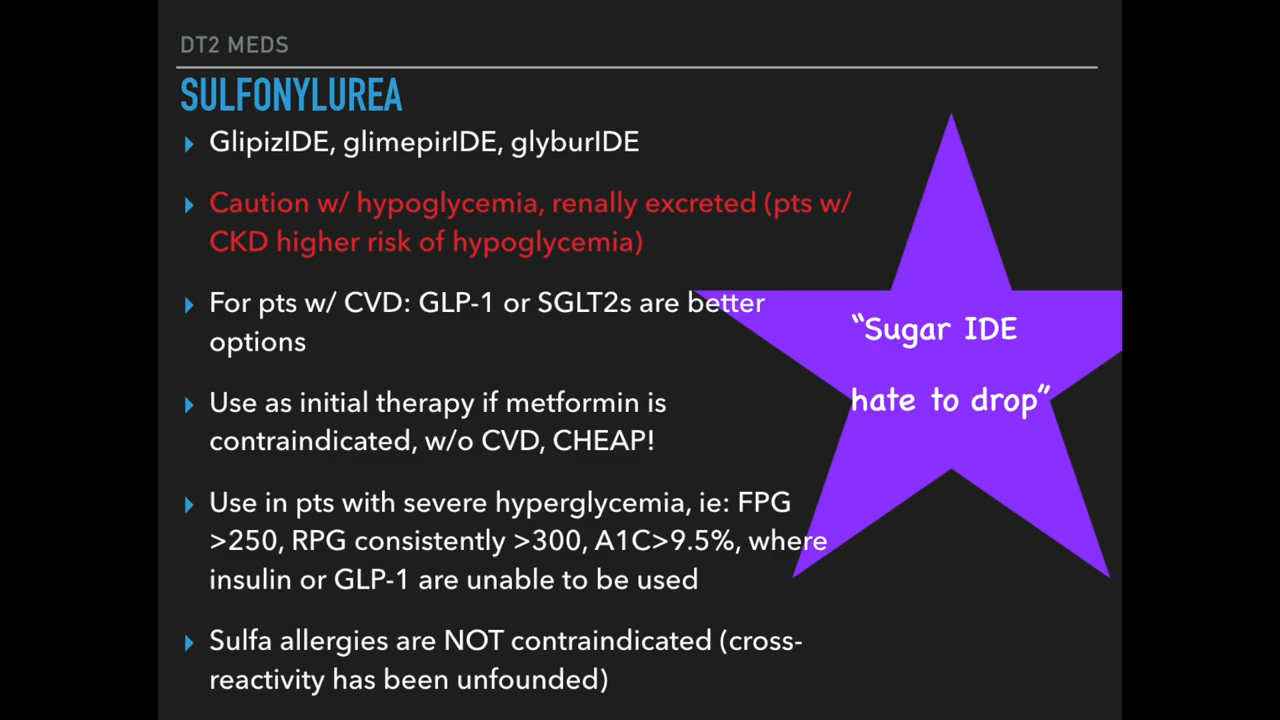 DT2 MEDS
SULFONYLUREA
GlipizIDE, glimepirIDE, glyburIDE
Caution w/ hypoglycemia, renally excreted (pts w/
CKD higher risk of hypoglycemia)
For pts w/ CVD: GLP-1 or SGLT2s are better
options
Use as initial therapy if metformin is
contraindicated, w/o CVD, CHEAP!
Use in pts with severe hyperglycemia, ie: FPG
>250, RPG consistently >300, A1C>9.5%, where
insulin or GLP-1 are unable to be used
Sulfa allergies are NOT contraindicated (cross-
reactivity has been unfounded)
“Sugar IDE
hate to drop”